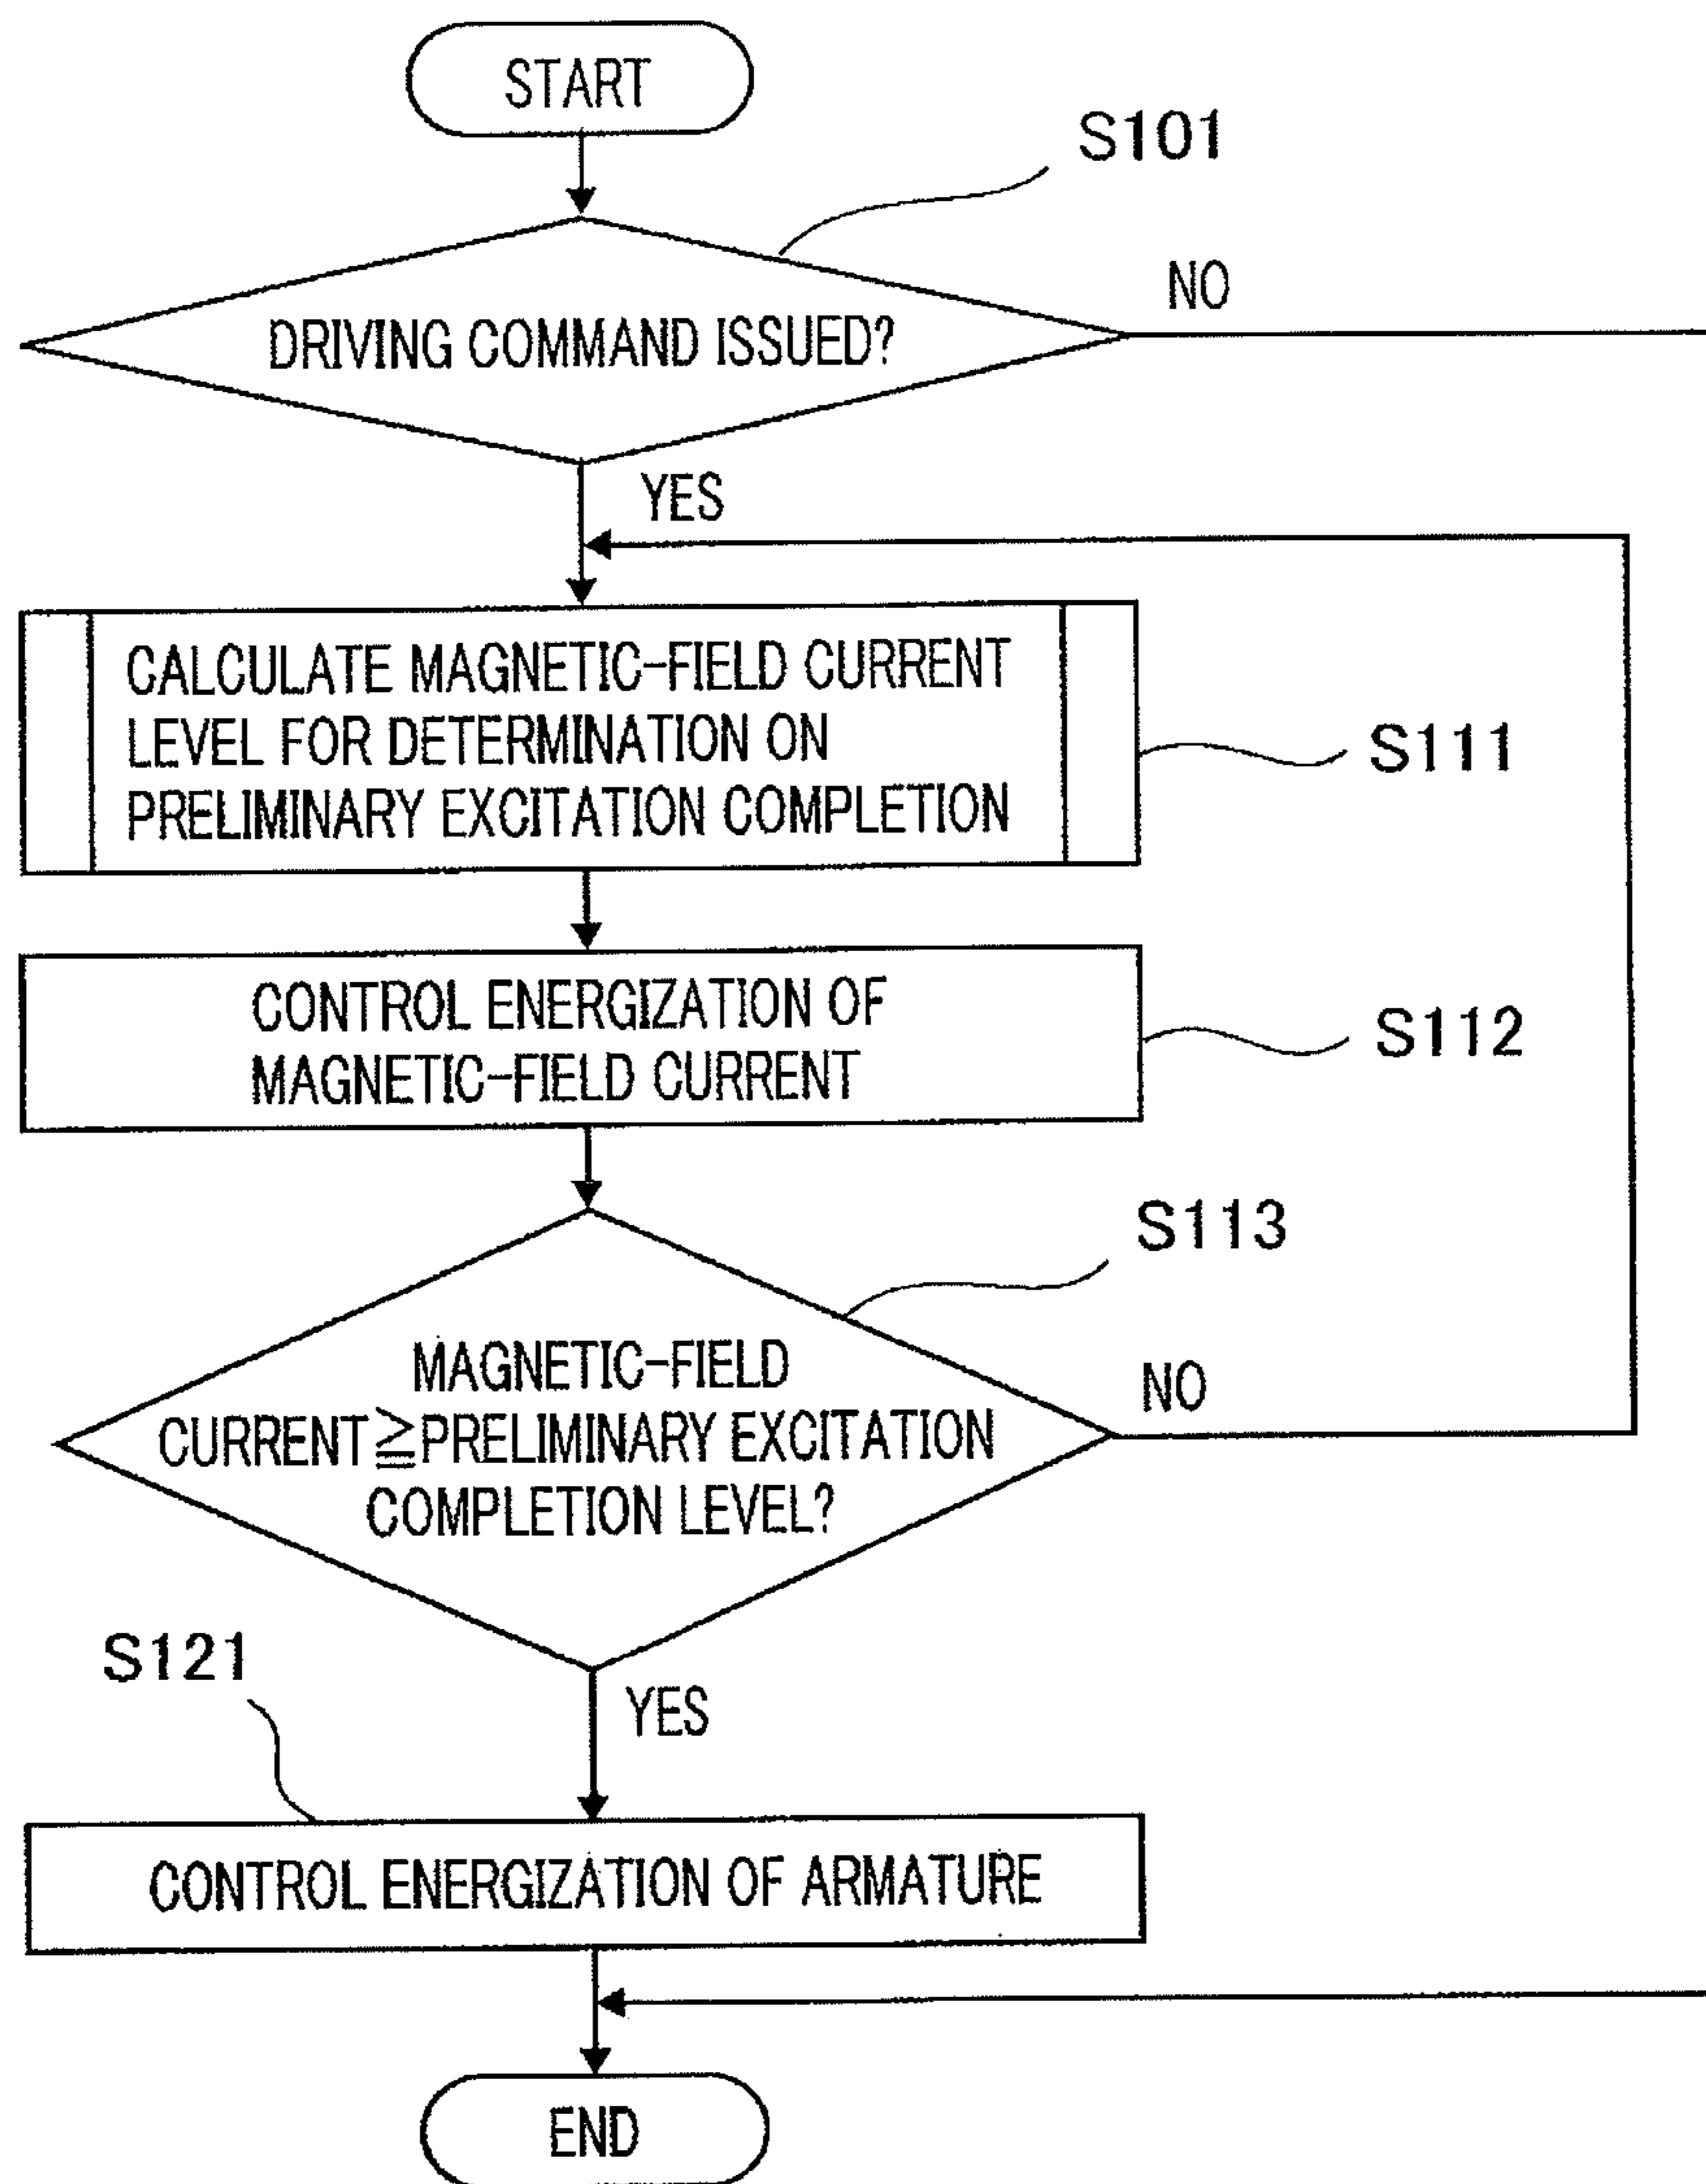 START
S101
NO
DRIVING COMMAND ISSUED?
YES
CALCULATE MAGNETIC-FIELD CURRENT
LEVEL FOR DETERMINATION ON
PRELIMINARY EXCITATION COMPLETION
S111
CONTROL ENERGIZATION OF
MAGNETIC-FIELD CURRENT
S112
S113
MAGNETIC-FIELD
CURRENT≧PRELIMINARY EXCITATION
COMPLETION LEVEL?
NO
S121
YES
CONTROL ENERGIZATION OF ARMATURE
END